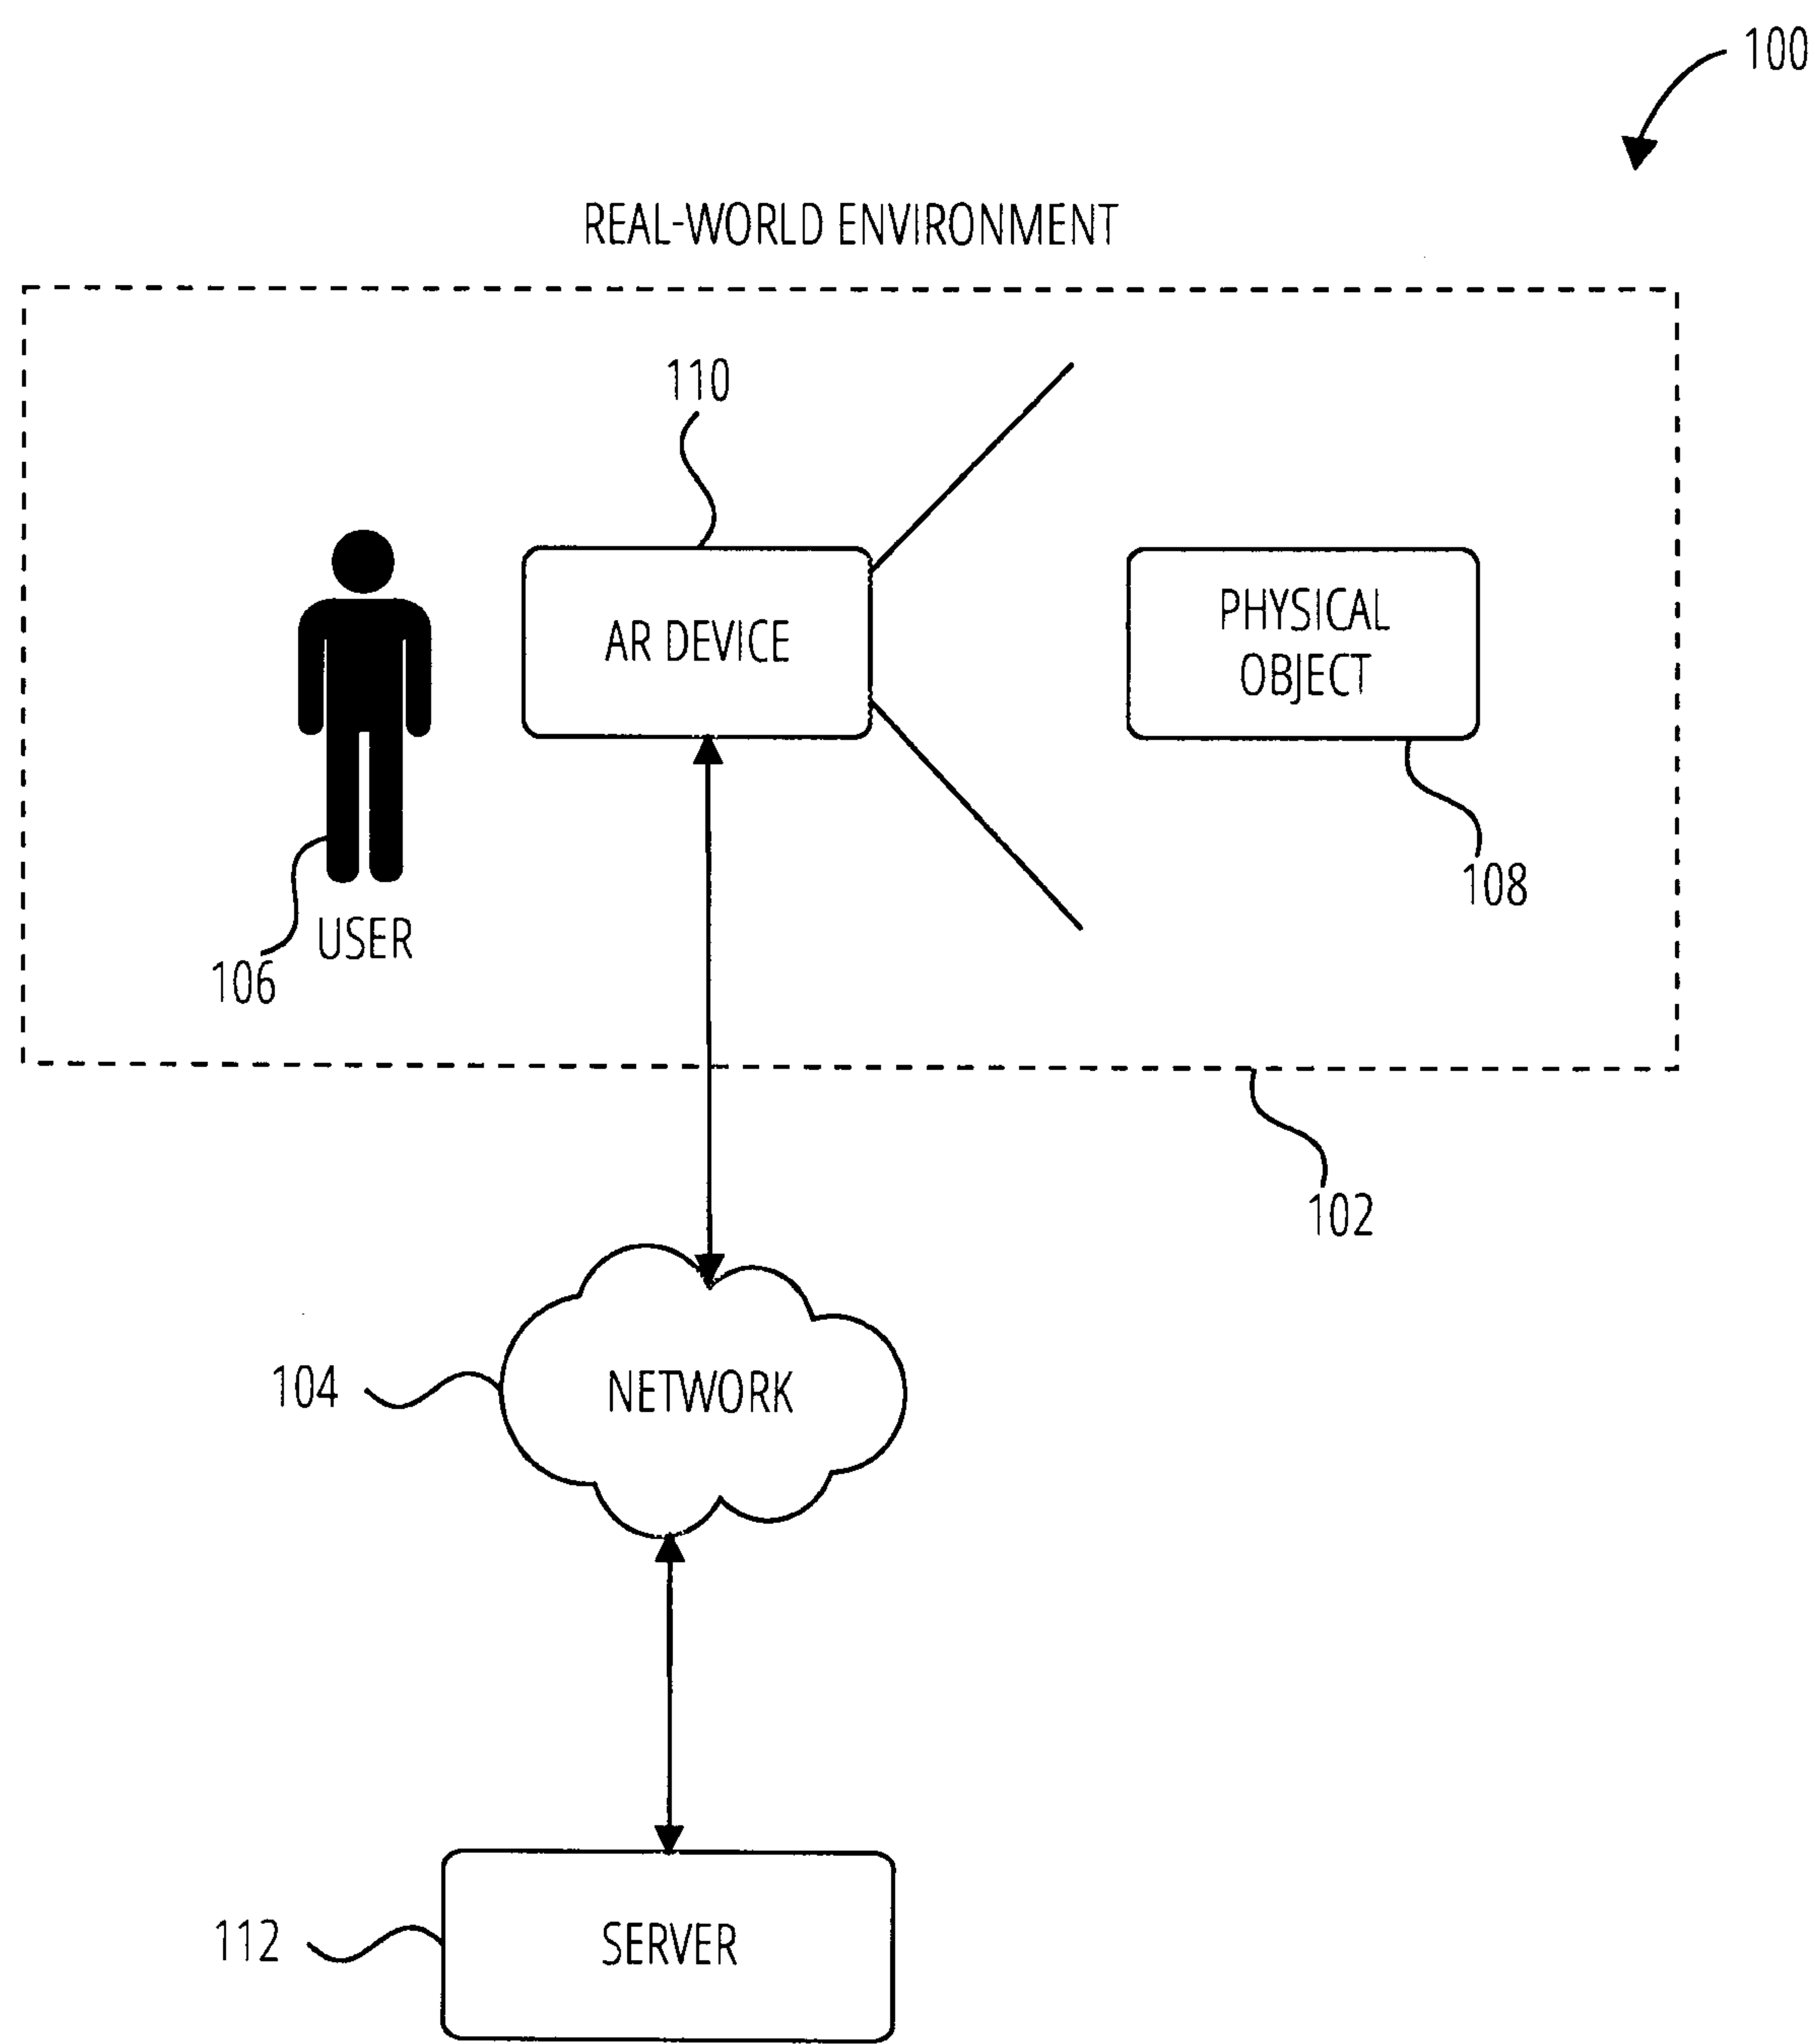 100
REAL-WORLD ENVIRONMENT
110
AR DEVICE
PHYSICAL
OBJECT
108
USER
106
102
104
NETWORK
112
SERVER